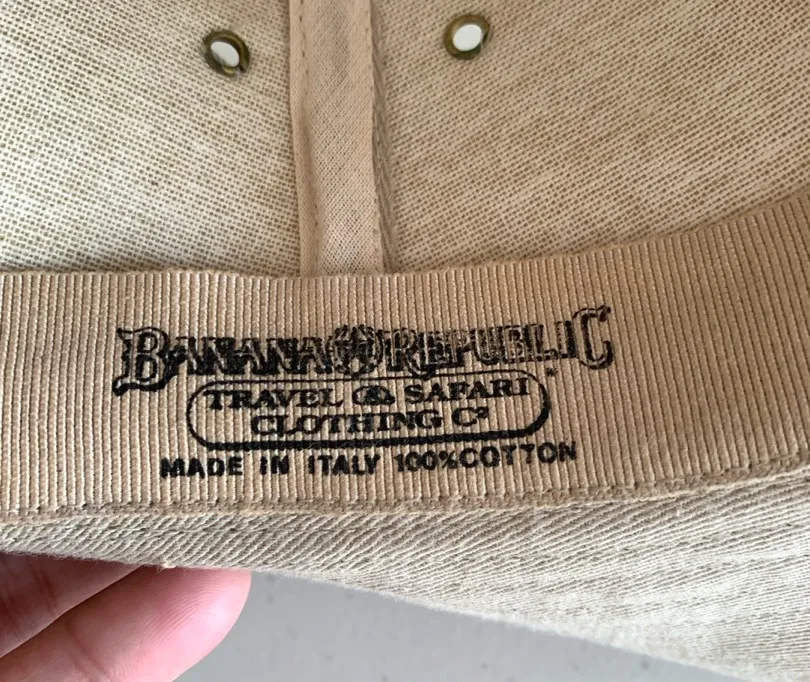 BANANA REPUBLIC
TRAVEL & SAFARI
CLOTHING Cº
MADE IN ITALY 100% COTTON